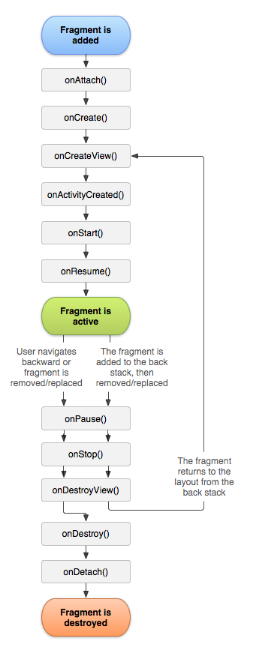 Fragment is
added
onAttach()
onCreate()
onCreateView()
onActivityCreated()
onStart()
onResume()
Fragment is
active
User navigates
backward or
fragment is
removed/replaced
The fragment is
added to the back
stack, then
removed/replaced
onPause()
onStop()
onDestroyView()
The fragment
returns to the
layout from the
back stack
onDestroy()
onDetach()
Fragment is
destroyed